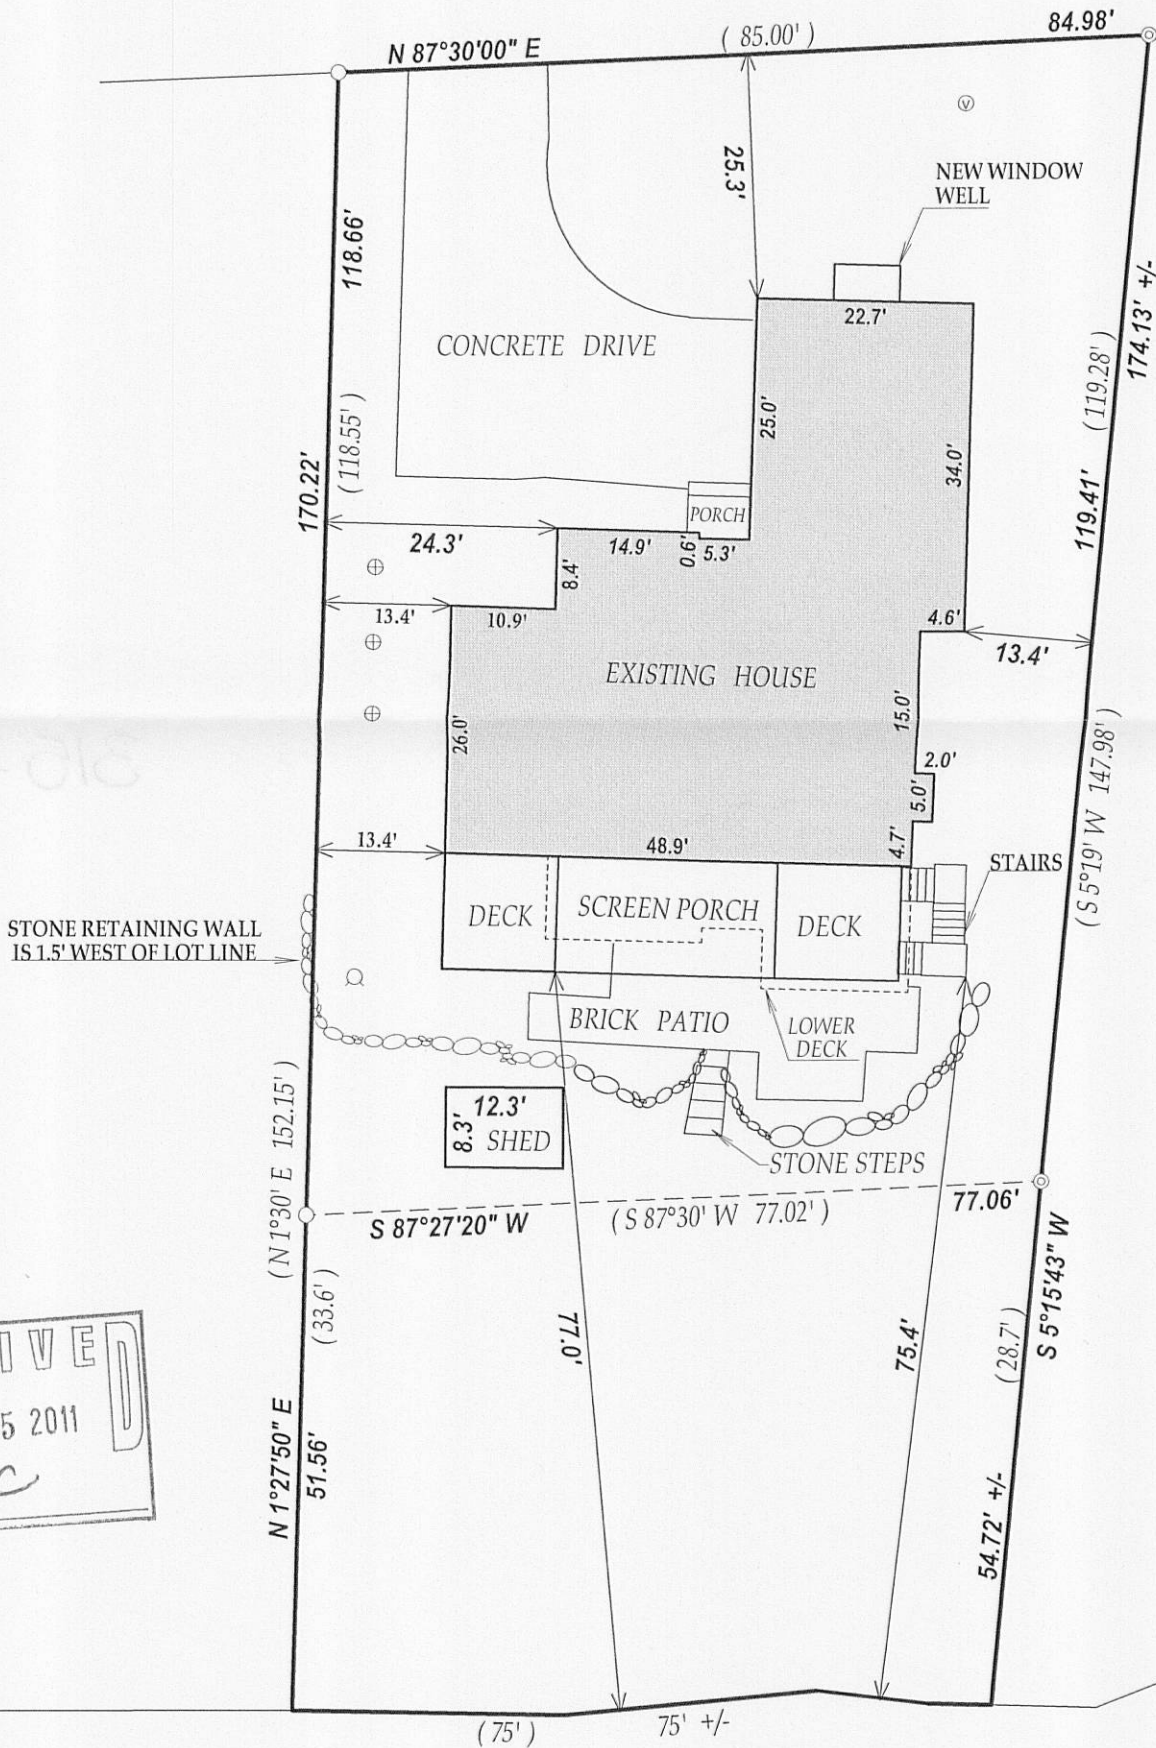 N 87°30'00" E
( 85.00' )
84.98'
25.3'
NEW WINDOW
WELL
118.66'
174.13' +/-
22.7'
CONCRETE DRIVE
( 118.55' )
25.0'
( 119.28' )
34.0'
170.22'
119.41'
PORCH
24.3'
14.9'
0.6'
5.3'
8.4'
13.4'
10.9'
4.6'
13.4'
EXISTING HOUSE
26.0'
15.0'
( S 5°19' W 147.98' )
2.0'
5.0'
13.4'
48.9'
4.7'
STAIRS
DECK
SCREEN PORCH
DECK
STONE RETAINING WALL
IS 1.5' WEST OF LOT LINE
BRICK PATIO
LOWER
DECK
( N 1°30' E 152.15' )
12.3'
8.3'
SHED
STONE STEPS
S 87°27'20" W
( S 87°30' W 77.02' )
77.06'
( 33.6' )
77.0'
75.4'
( 28.7' )
S 5°15'43" W
IVED
5 2011
N 1°27'50" E
51.56'
54.72' +/-
( 75' )
75' +/-